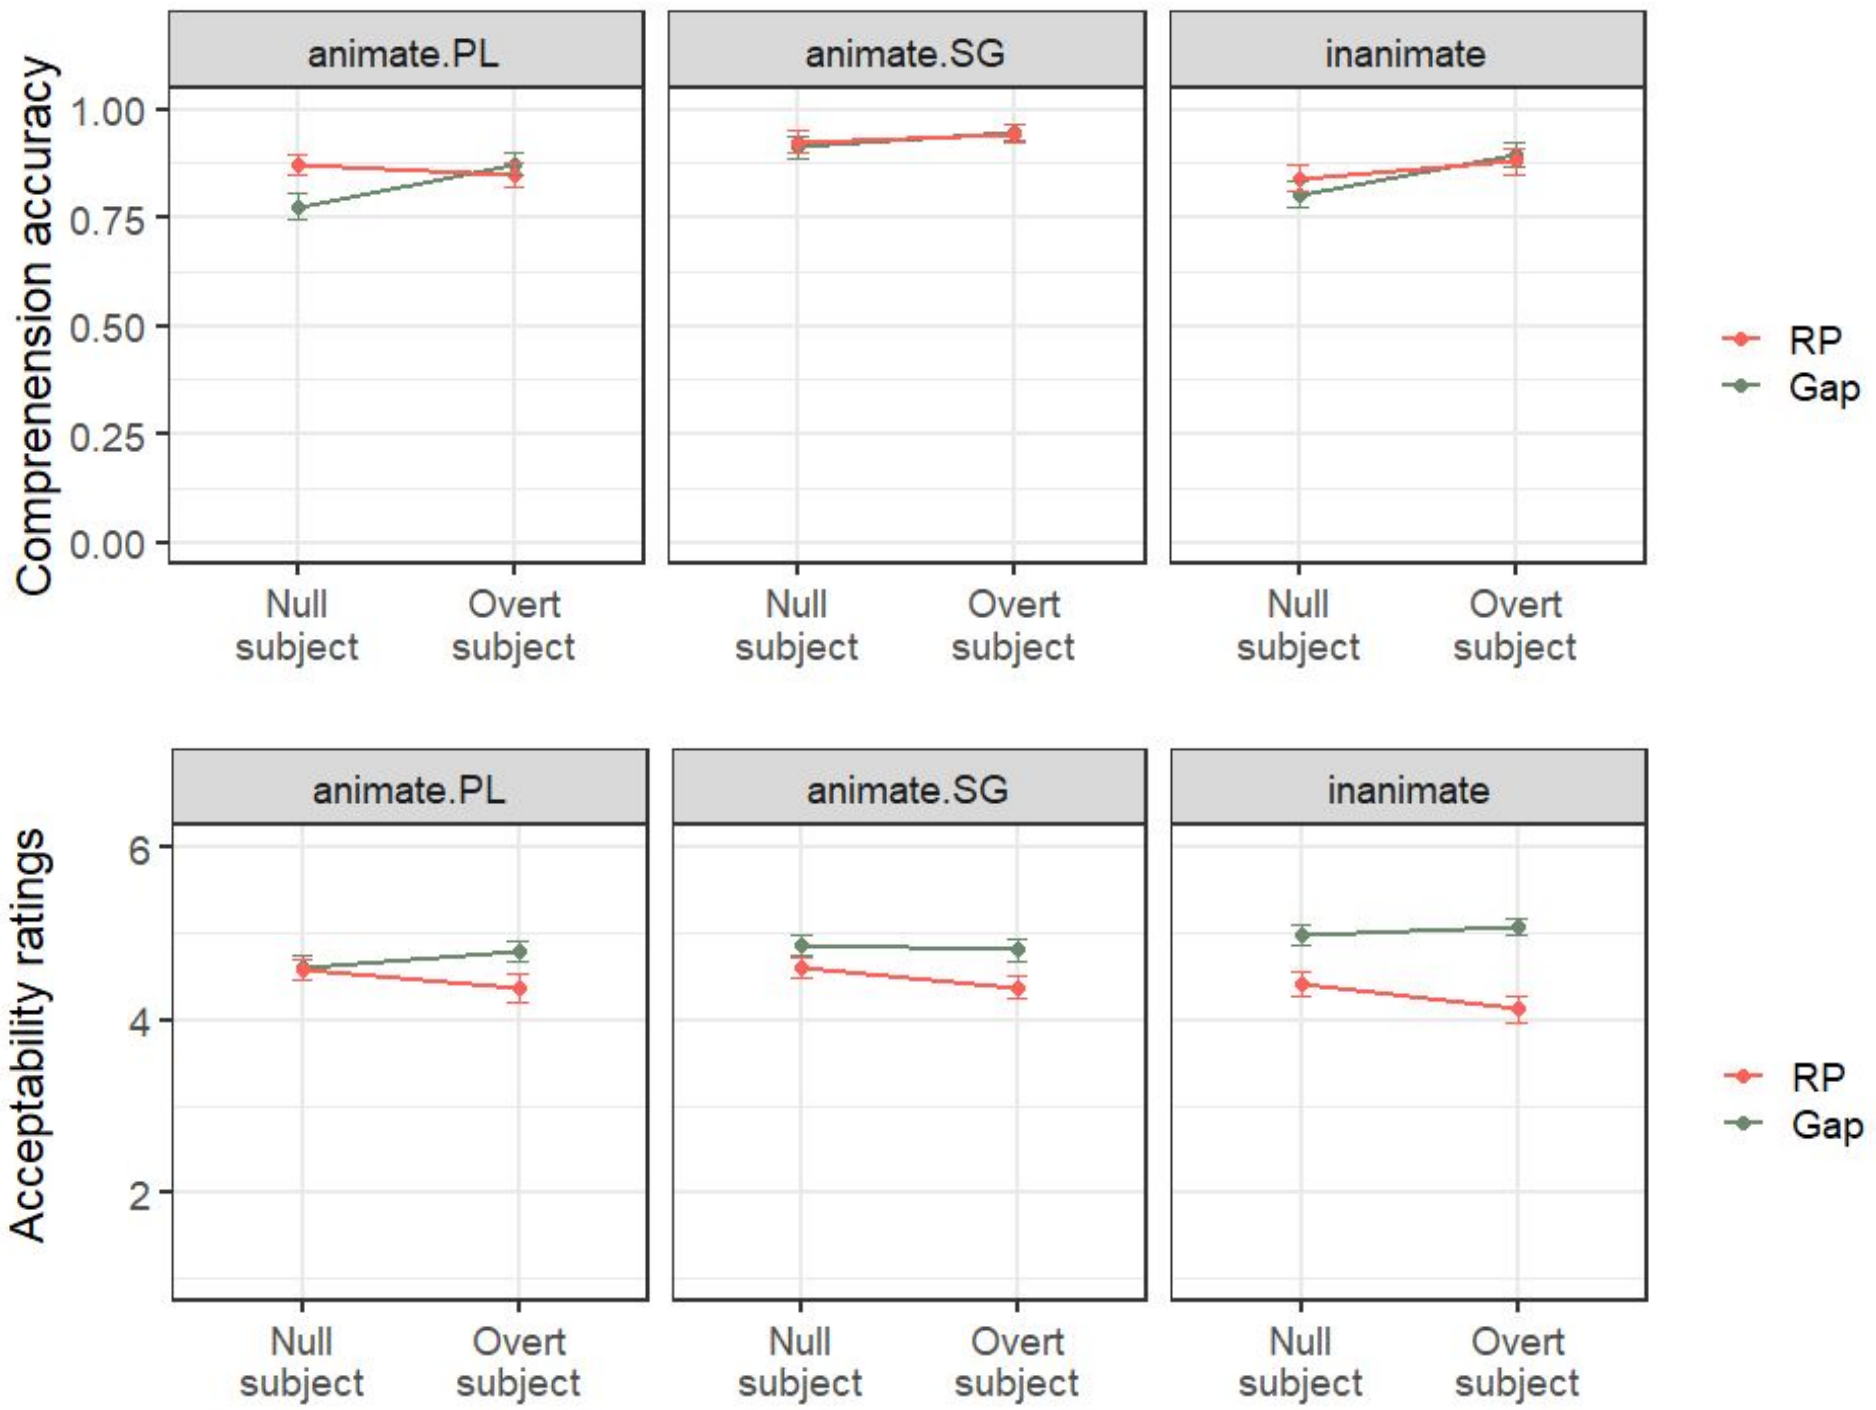 animate.PL animate.SG inanimate
Comprenension accuracy
1.00
0.75
0.50
0.25
0.00
RP
Gap
Null subject Overt subject Null subject Overt subject Null subject Overt subject
animate.PL animate.SG inanimate
Acceptability ratings
6
4
2
RP
Gap
Null subject Overt subject Null subject Overt subject Null subject Overt subject